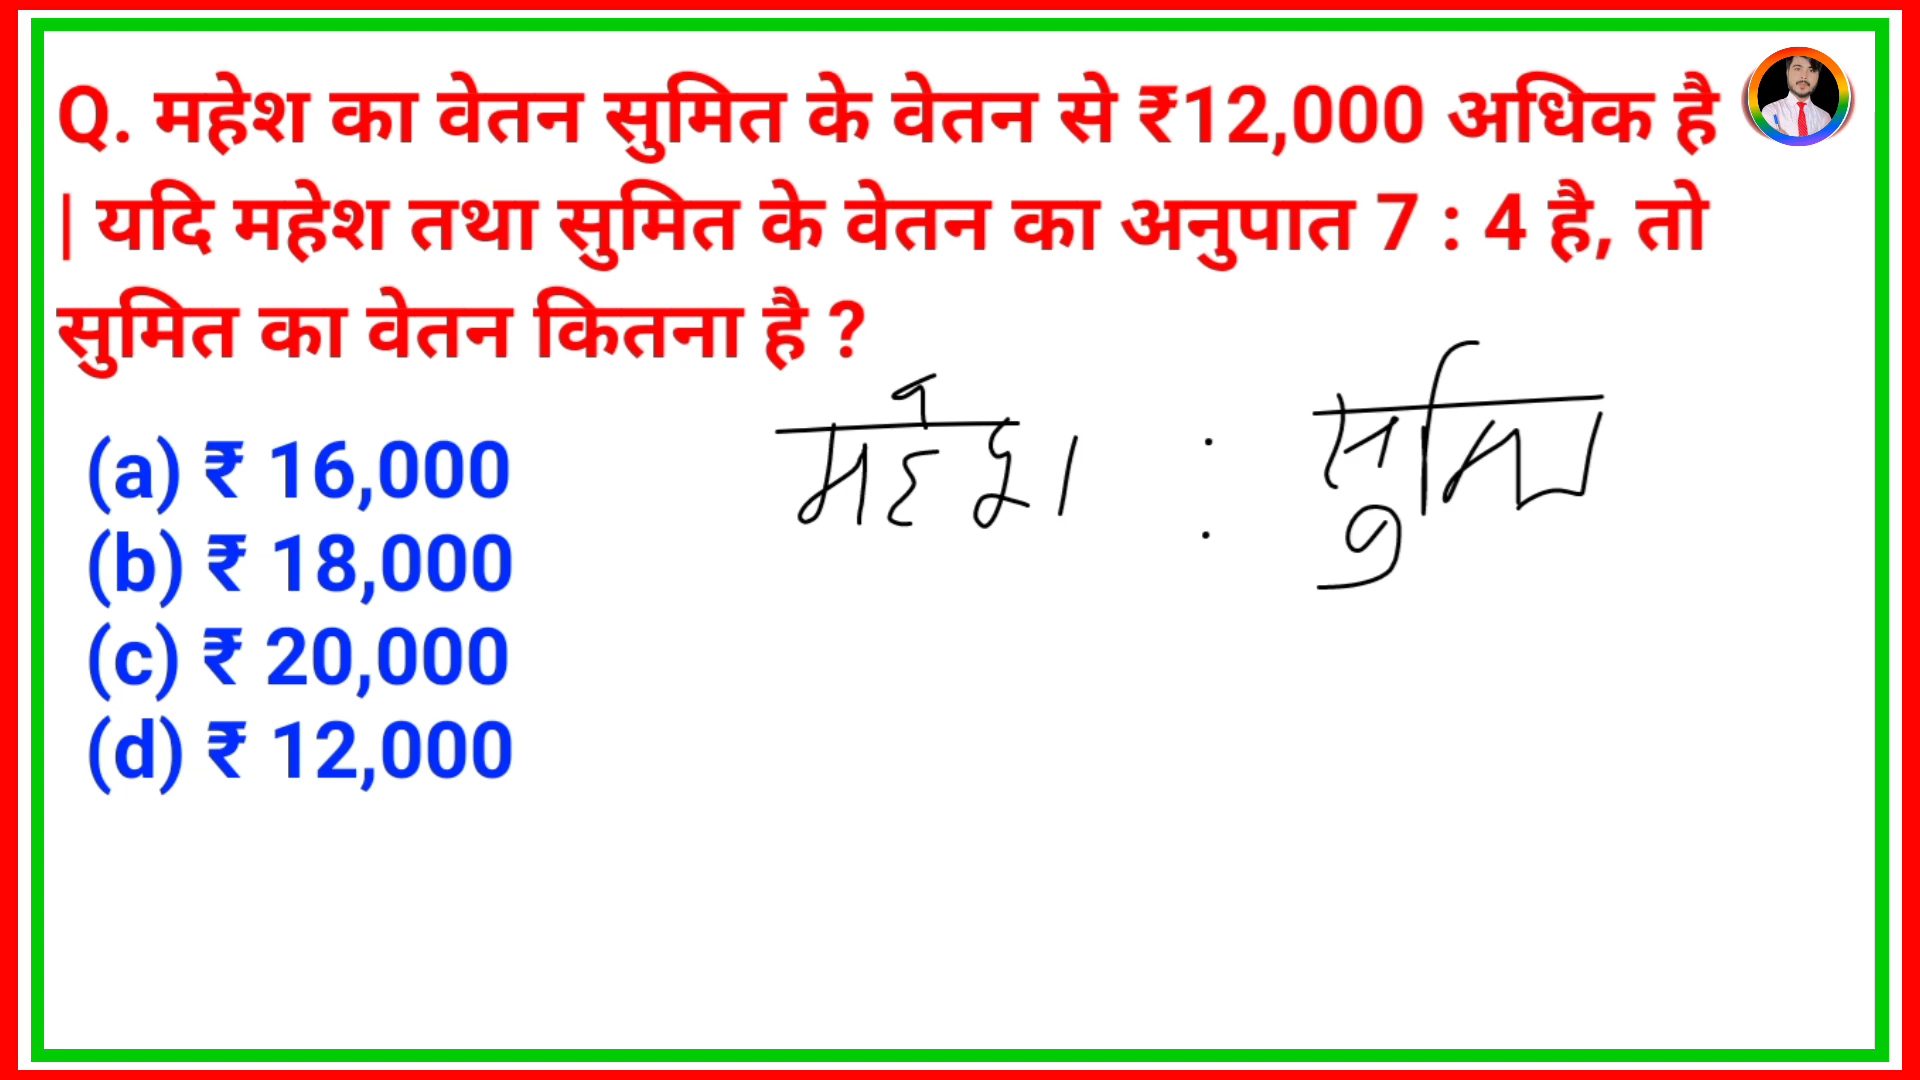 Q. महेश का वेतन सुमित के वेतन से ₹12,000 अधिक है
| यदि महेश तथा सुमित के वेतन का अनुपात 7 : 4 है, तो
सुमित का वेतन कितना है ?
महेश : सुमित
(a) ₹ 16,000
(b) ₹ 18,000
(c) ₹ 20,000
(d) ₹ 12,000